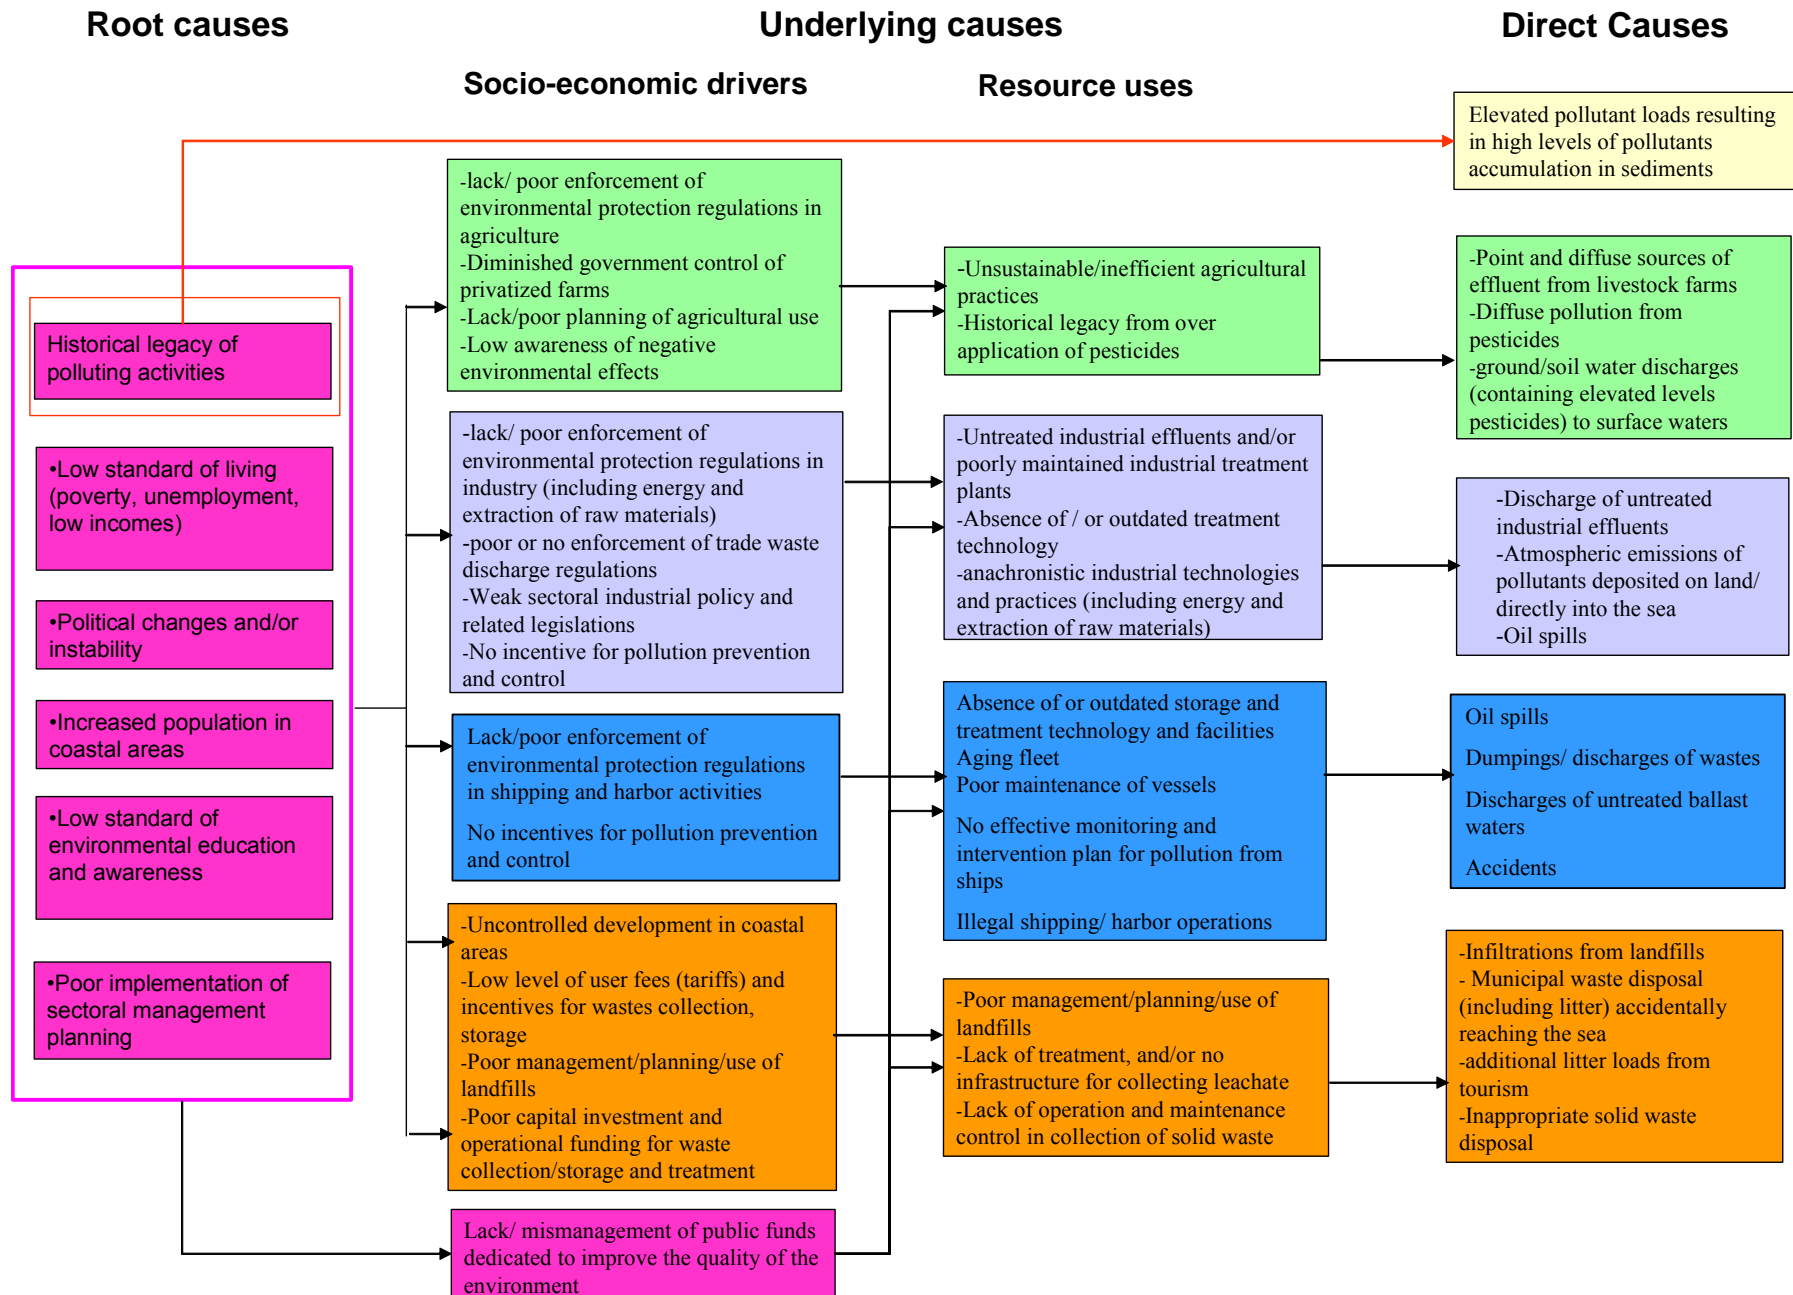 Root causes
Underlying causes
Direct Causes
Socio-economic drivers
Resource uses
Historical legacy of
polluting activities
•Low standard of living
(poverty, unemployment,
low incomes)
•Political changes and/or
instability
•Increased population in
coastal areas
•Low standard of
environmental education
and awareness
•Poor implementation of
sectoral management
planning
-lack/ poor enforcement of
environmental protection regulations in
agriculture
-Diminished government control of
privatized farms
-Lack/poor planning of agricultural use
-Low awareness of negative
environmental effects
-lack/ poor enforcement of
environmental protection regulations in
industry (including energy and
extraction of raw materials)
-poor or no enforcement of trade waste
discharge regulations
-Weak sectoral industrial policy and
related legislations
-No incentive for pollution prevention
and control
Lack/poor enforcement of
environmental protection regulations
in shipping and harbor activities
No incentives for pollution prevention
and control
-Uncontrolled development in coastal
areas
-Low level of user fees (tariffs) and
incentives for wastes collection,
storage
-Poor management/planning/use of
landfills
-Poor capital investment and
operational funding for waste
collection/storage and treatment
Lack/ mismanagement of public funds
dedicated to improve the quality of the
environment
-Unsustainable/inefficient agricultural
practices
-Historical legacy from over
application of pesticides
-Untreated industrial effluents and/or
poorly maintained industrial treatment
plants
-Absence of / or outdated treatment
technology
-anachronistic industrial technologies
and practices (including energy and
extraction of raw materials)
Absence of or outdated storage and
treatment technology and facilities
Aging fleet
Poor maintenance of vessels
No effective monitoring and
intervention plan for pollution from
ships
Illegal shipping/ harbor operations
-Poor management/planning/use of
landfills
-Lack of treatment, and/or no
infrastructure for collecting leachate
-Lack of operation and maintenance
control in collection of solid waste
Elevated pollutant loads resulting
in high levels of pollutants
accumulation in sediments
-Point and diffuse sources of
effluent from livestock farms
-Diffuse pollution from
pesticides
-ground/soil water discharges
(containing elevated levels
pesticides) to surface waters
-Discharge of untreated
industrial effluents
-Atmospheric emissions of
pollutants deposited on land/
directly into the sea
-Oil spills
Oil spills
Dumpings/ discharges of wastes
Discharges of untreated ballast
waters
Accidents
-Infiltrations from landfills
- Municipal waste disposal
(including litter) accidentally
reaching the sea
-additional litter loads from
tourism
-Inappropriate solid waste
disposal